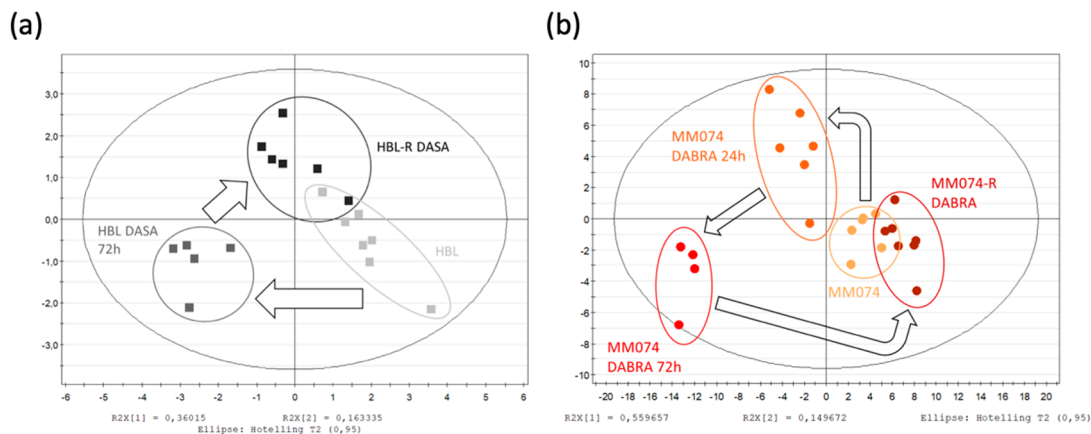 (a)
(b)
3,0
2,0
1,0
0,0
-1,0
-2,0
-3,0
-6
-5
-4
-3
-2
-1
0
1
2
3
4
5
6
HBL-R DASA
HBL DASA
72h
HBL
R2X[1] = 0,36015
R2X[2] = 0,163335
Ellipse: Hotelling T2 (0,95)
10
8
6
4
2
0
-2
-4
-6
-8
-10
-20
-18
-16
-14
-12
-10
-8
-6
-4
-2
0
2
4
6
8
10
12
14
16
18
20
MM074
DABRA 24h
MM074-R
DABRA
MM074
MM074
DABRA 72h
R2X[1] = 0,559657
R2X[2] = 0,149672
Ellipse: Hotelling T2 (0,95)